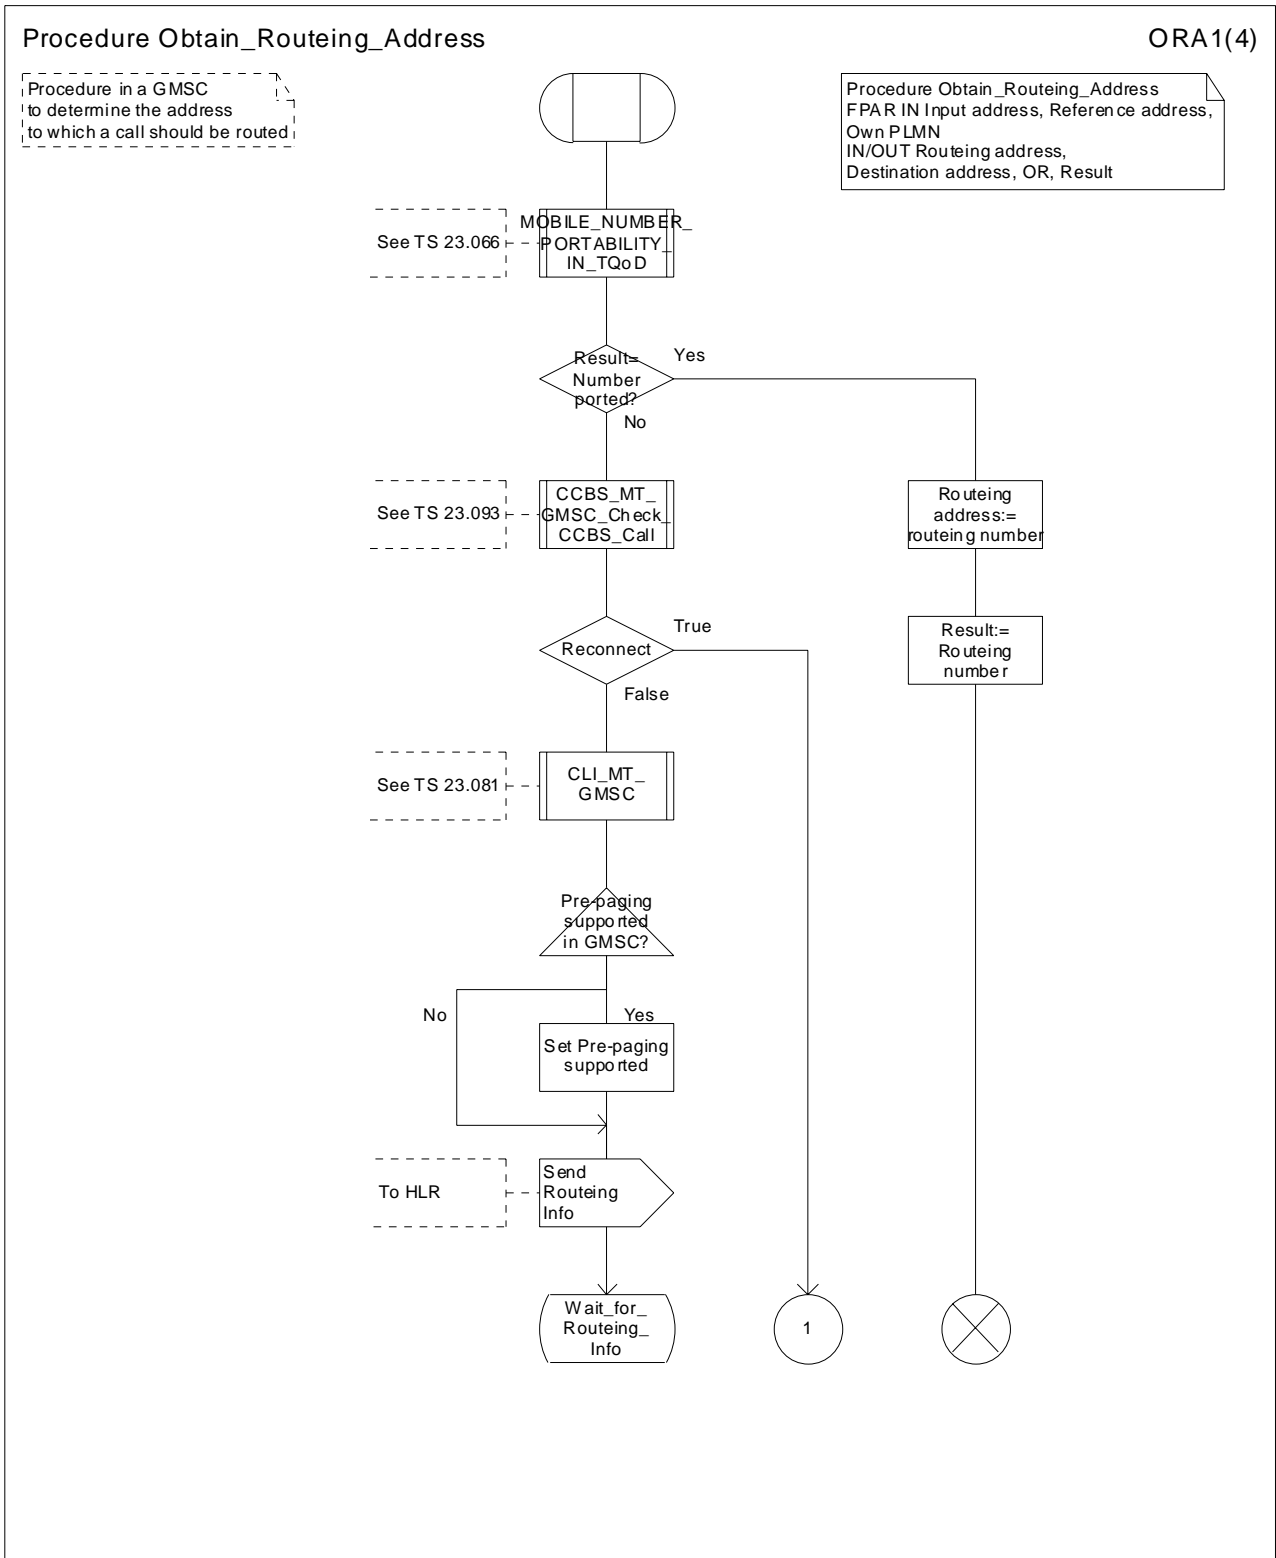 Procedure Obtain_Routeing_Address
ORA1(4)
Procedure in a GMSC
to determine the address
to which a call should be routed
Procedure Obtain_Routeing_Address
FPAR IN Input address, Reference address,
Own PLMN
IN/OUT Routeing address,
Destination address, OR, Result
See TS 23.066
MOBILE_NUMBER_
PORTABILITY_
IN_TQoD
Result=
Number
ported?
Yes
No
See TS 23.093
CCBS_MT_
GMSC_Check_
CCBS_Call
Routeing
address:=
routeing number
Reconnect
True
False
Result:=
Routeing
number
See TS 23.081
CLI_MT_
GMSC
Pre-paging
supported
in GMSC?
No
Yes
Set Pre-paging
supported
To HLR
Send
Routeing
Info
Wait_for_
Routeing_
Info
1